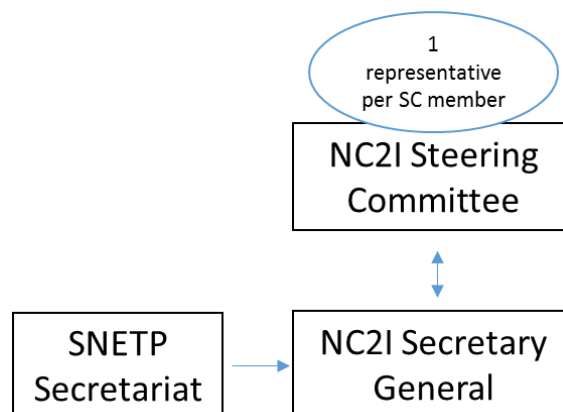 1
representative
per SC member
NC2I Steering
Committee
SNETP
Secretariat
NC2I Secretary
General